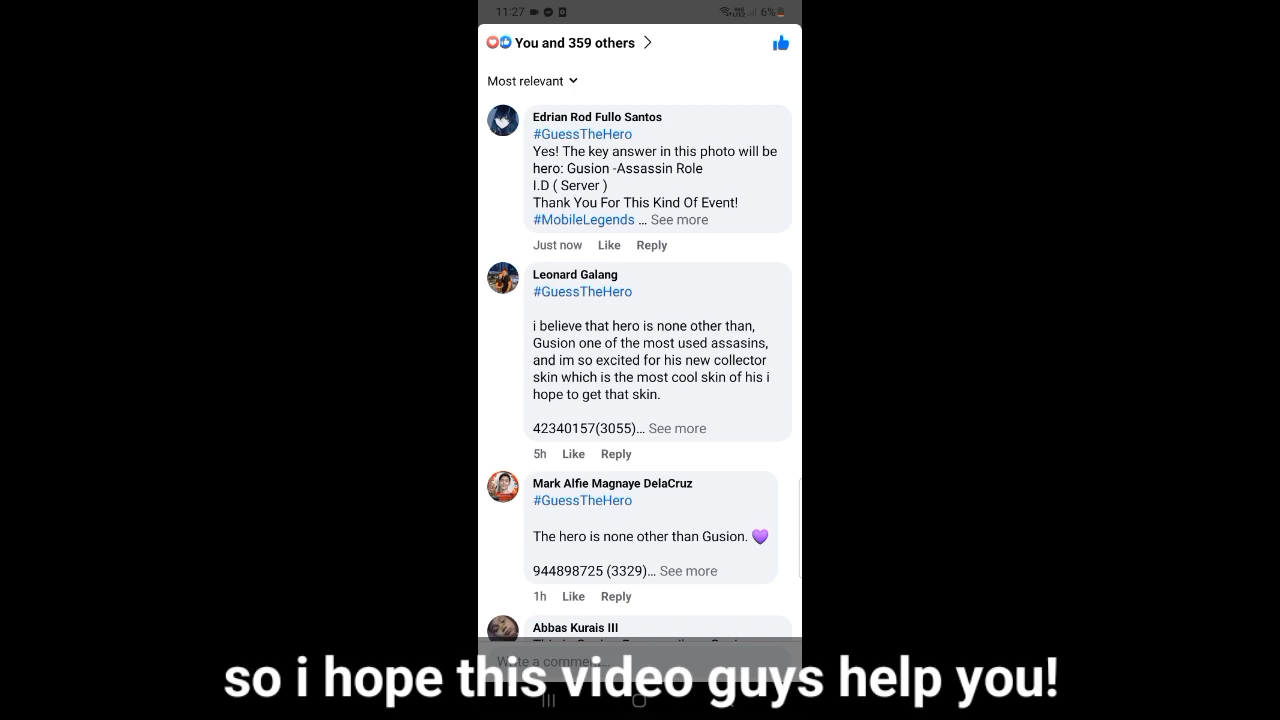 11:27
6%
You and 359 others
Most relevant
Edrian Rod Fullo Santos
#GuessTheHero
Yes! The key answer in this photo will be
hero: Gusion -Assassin Role
I.D ( Server )
Thank You For This Kind Of Event!
#MobileLegends ... See more
Just now Like Reply
Leonard Galang
#GuessTheHero
i believe that hero is none other than,
Gusion one of the most used assasins,
and im so excited for his new collector
skin which is the most cool skin of his i
hope to get that skin.
42340157(3055)... See more
5h Like Reply
Mark Alfie Magnaye DelaCruz
#GuessTheHero
The hero is none other than Gusion. 💜
944898725 (3329)... See more
1h Like Reply
Abbas Kurais III
Write a comment...
so i hope this video guys help you!